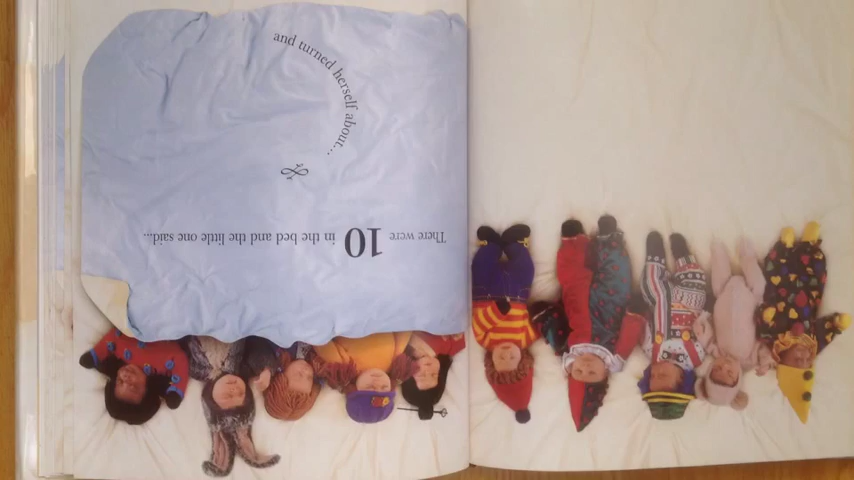 There were 10 in the bed and the little one said...
and turned herself about...